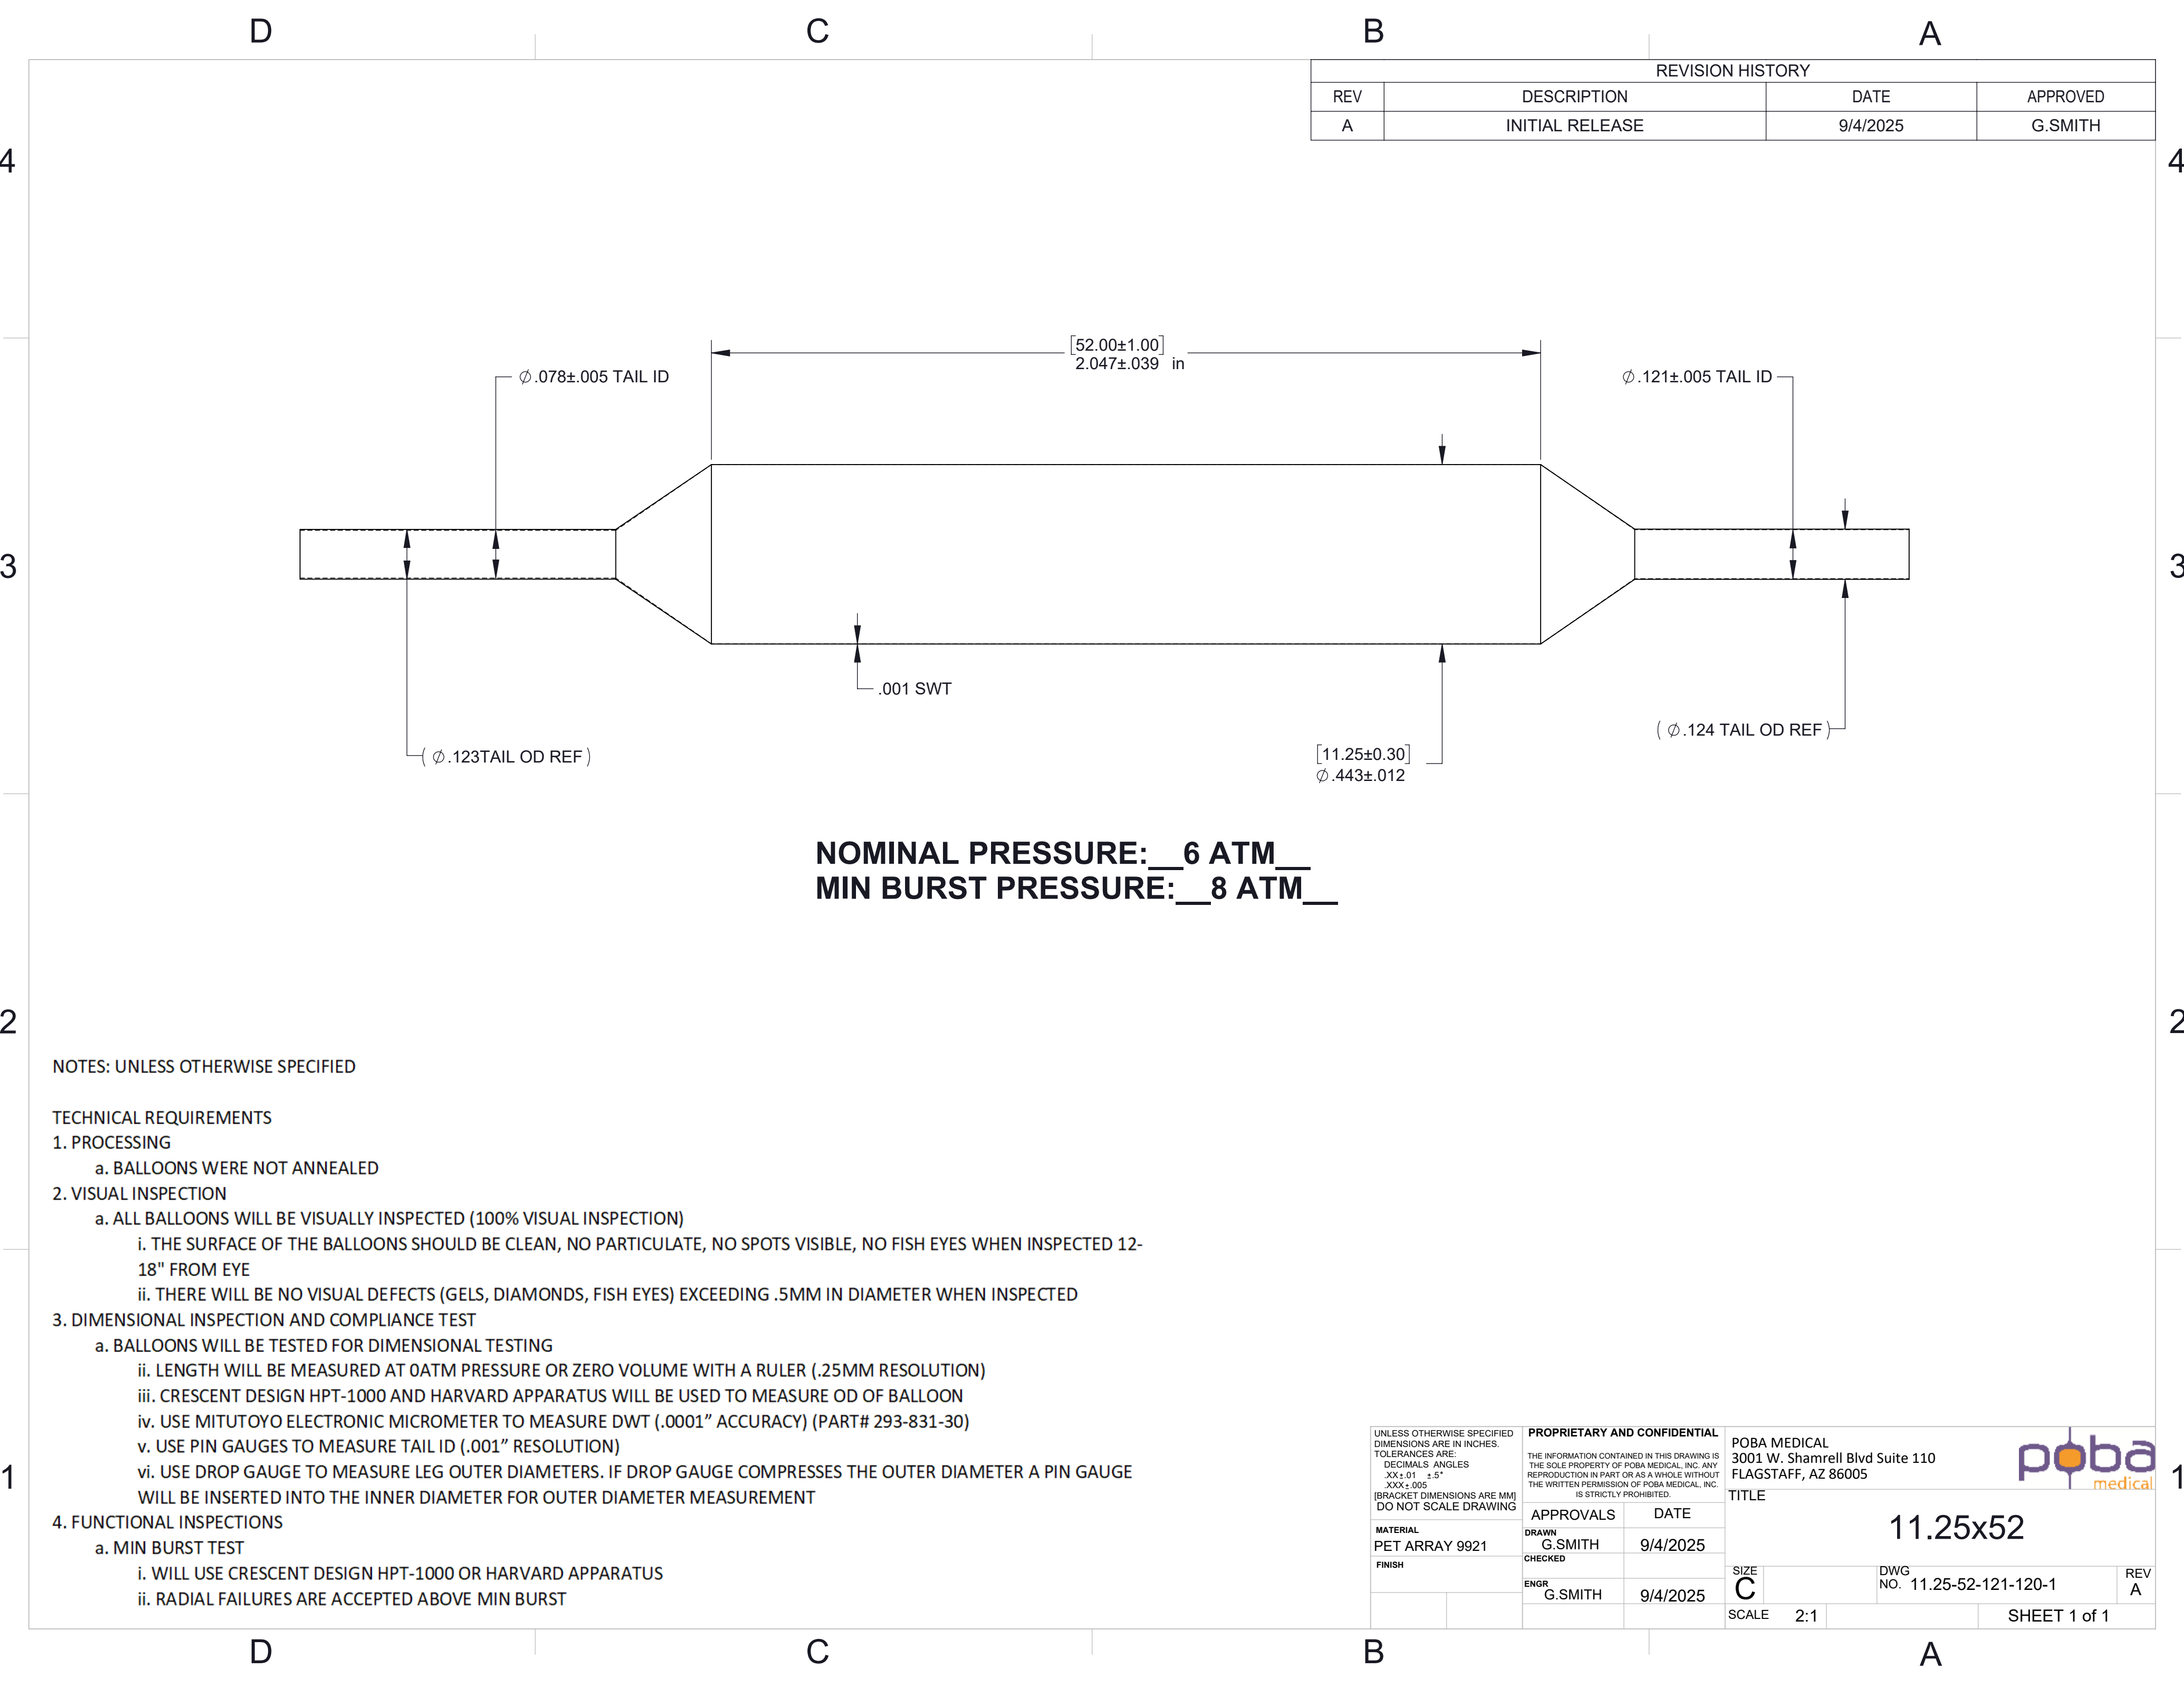 D C B A
REVISION HISTORY
REV DESCRIPTION DATE APPROVED
A INITIAL RELEASE 9/4/2025 G.SMITH
4 4
[52.00±1.00]
2.047±.039 in
∅.078±.005 TAIL ID
∅.121±.005 TAIL ID
3 3
.001 SWT
(∅.124 TAIL OD REF)
(∅.123TAIL OD REF)
[11.25±0.30]
∅.443±.012
NOMINAL PRESSURE:__6 ATM__
MIN BURST PRESSURE:__8 ATM__
2 2
NOTES: UNLESS OTHERWISE SPECIFIED
TECHNICAL REQUIREMENTS
1. PROCESSING
a. BALLOONS WERE NOT ANNEALED
2. VISUAL INSPECTION
a. ALL BALLOONS WILL BE VISUALLY INSPECTED (100% VISUAL INSPECTION)
i. THE SURFACE OF THE BALLOONS SHOULD BE CLEAN, NO PARTICULATE, NO SPOTS VISIBLE, NO FISH EYES WHEN INSPECTED 12-
18" FROM EYE
ii. THERE WILL BE NO VISUAL DEFECTS (GELS, DIAMONDS, FISH EYES) EXCEEDING .5MM IN DIAMETER WHEN INSPECTED
3. DIMENSIONAL INSPECTION AND COMPLIANCE TEST
a. BALLOONS WILL BE TESTED FOR DIMENSIONAL TESTING
ii. LENGTH WILL BE MEASURED AT 0ATM PRESSURE OR ZERO VOLUME WITH A RULER (.25MM RESOLUTION)
iii. CRESCENT DESIGN HPT-1000 AND HARVARD APPARATUS WILL BE USED TO MEASURE OD OF BALLOON
iv. USE MITUTOYO ELECTRONIC MICROMETER TO MEASURE DWT (.0001” ACCURACY) (PART# 293-831-30)
v. USE PIN GAUGES TO MEASURE TAIL ID (.001” RESOLUTION)
vi. USE DROP GAUGE TO MEASURE LEG OUTER DIAMETERS. IF DROP GAUGE COMPRESSES THE OUTER DIAMETER A PIN GAUGE
WILL BE INSERTED INTO THE INNER DIAMETER FOR OUTER DIAMETER MEASUREMENT
4. FUNCTIONAL INSPECTIONS
a. MIN BURST TEST
i. WILL USE CRESCENT DESIGN HPT-1000 OR HARVARD APPARATUS
ii. RADIAL FAILURES ARE ACCEPTED ABOVE MIN BURST
1 1
UNLESS OTHERWISE SPECIFIED
DIMENSIONS ARE IN INCHES.
TOLERANCES ARE:
DECIMALS ANGLES
.XX±.01 ±.5°
.XXX±.005
[BRACKET DIMENSIONS ARE MM]
DO NOT SCALE DRAWING
MATERIAL
PET ARRAY 9921
FINISH
PROPRIETARY AND CONFIDENTIAL
THE INFORMATION CONTAINED IN THIS DRAWING IS
THE SOLE PROPERTY OF POBA MEDICAL, INC. ANY
REPRODUCTION IN PART OR AS A WHOLE WITHOUT
THE WRITTEN PERMISSION OF POBA MEDICAL, INC.
IS STRICTLY PROHIBITED.
APPROVALS DATE
DRAWN
G.SMITH 9/4/2025
CHECKED
ENGR
G.SMITH 9/4/2025
POBA MEDICAL
3001 W. Shamrell Blvd Suite 110
FLAGSTAFF, AZ 86005
poba
medical
TITLE
11.25x52
SIZE
C
DWG
NO. 11.25-52-121-120-1
REV
A
SCALE 2:1
SHEET 1 of 1
D C B A